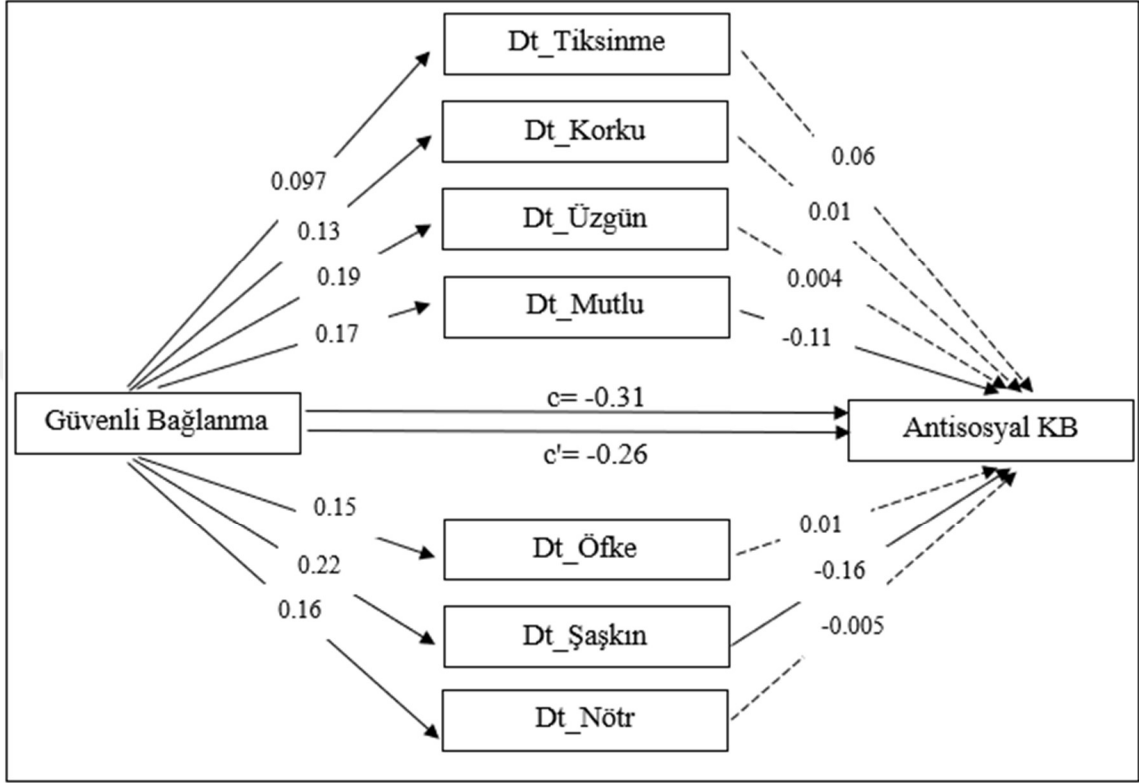 Dt_Tiksinme
Dt_Korku
0.06
0.097
0.01
0.13
Dt_Üzgün
0.19
0.004
Dt_Mutlu
0.17
-0.11
c= -0.31
Güvenli Bağlanma
Antisosyal KB
c'= -0.26
0.15
0.01
Dt_Öfke
0.22
-0.16
0.16
-0.005
Dt_Şaşkın
Dt_Nötr